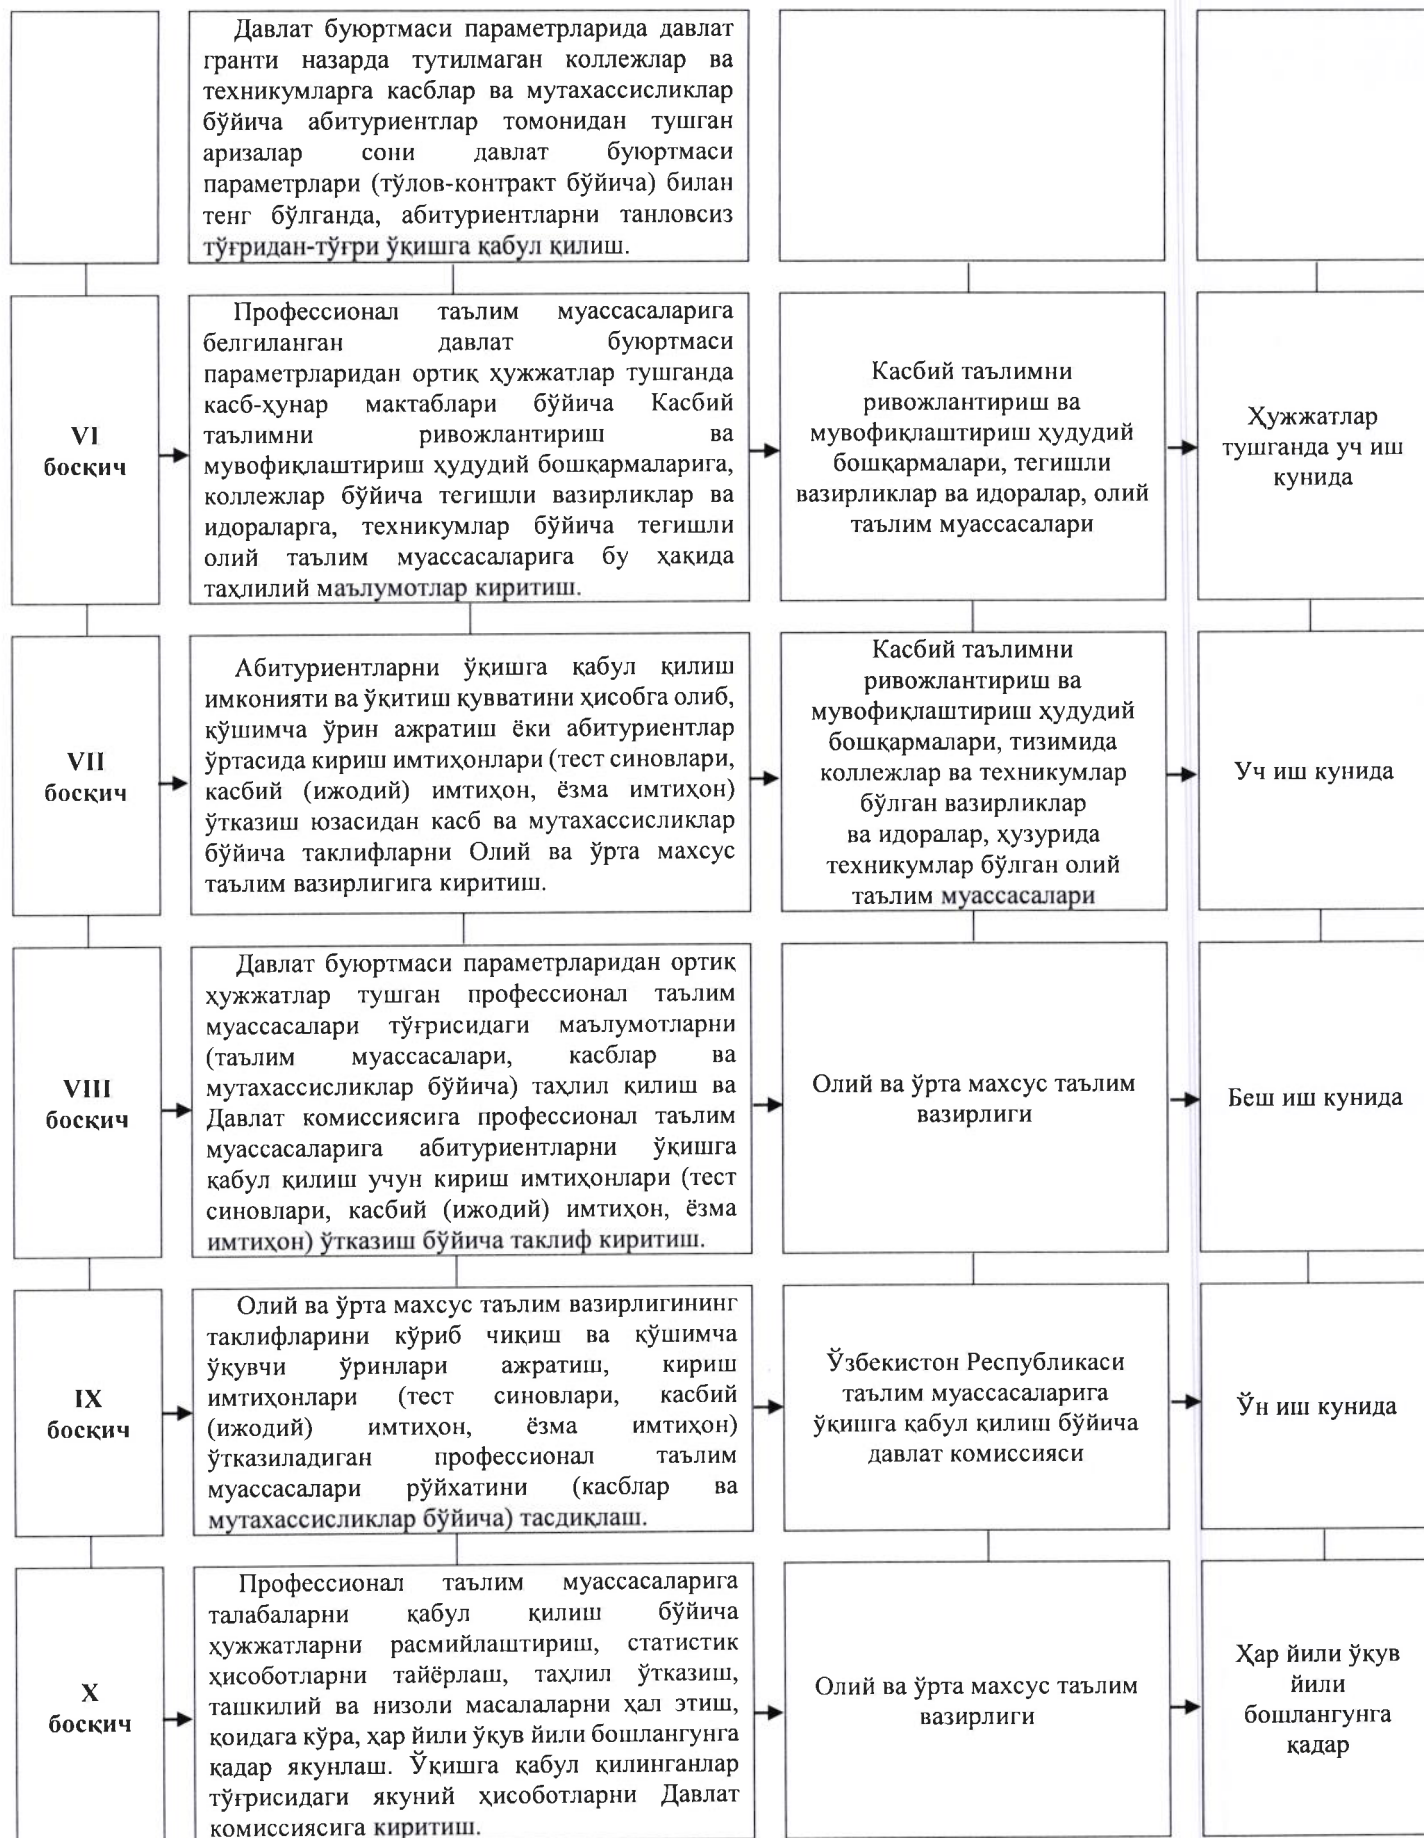 Давлат буюртмаси параметрларида давлат
гранти назарда тутилмаган коллежлар ва
техникумларга касблар ва мутахассисликлар
бўйича абитуриентлар томонидан тушган
аризалар сони давлат буюртмаси
параметрлари (тўлов-контракт бўйича) билан
тенг бўлганда, абитуриентларни танловсиз
тўғридан-тўғри ўқишга қабул қилиш.
VI
босқич
Профессионал таълим муассасаларига
белгиланган давлат буюртмаси
параметрларидан ортиқ ҳужжатлар тушганда
касб-ҳунар мактаблари бўйича Касбий
таълимни ривожлантириш ва
мувофиқлаштириш ҳудудий бошқармаларига,
коллежлар бўйича тегишли вазирликлар ва
идораларга, техникумлар бўйича тегишли
олий таълим муассасаларига бу ҳақида
таҳлилий маълумотлар киритиш.
Касбий таълимни
ривожлантириш ва
мувофиқлаштириш ҳудудий
бошқармалари, тегишли
вазирликлар ва идоралар, олий
таълим муассасалари
Ҳужжатлар
тушганда уч иш
кунида
VII
босқич
Абитуриентларни ўқишга қабул қилиш
имконияти ва ўқитиш қувватини ҳисобга олиб,
қўшимча ўрин ажратиш ёки абитуриентлар
ўртасида кириш имтиҳонлари (тест синовлари,
касбий (ижодий) имтиҳон, ёзма имтиҳон)
ўтказиш юзасидан касб ва мутахассисликлар
бўйича таклифларни Олий ва ўрта махсус
таълим вазирлигига киритиш.
Касбий таълимни
ривожлантириш ва
мувофиқлаштириш ҳудудий
бошқармалари, тизимида
коллежлар ва техникумлар
бўлган вазирликлар
ва идоралар, ҳузурида
техникумлар бўлган олий
таълим муассасалари
Уч иш кунида
VIII
босқич
Давлат буюртмаси параметрларидан ортиқ
ҳужжатлар тушган профессионал таълим
муассасалари тўғрисидаги маълумотларни
(таълим муассасалари, касблар ва
мутахассисликлар бўйича) таҳлил қилиш ва
Давлат комиссиясига профессионал таълим
муассасаларига абитуриентларни ўқишга
қабул қилиш учун кириш имтиҳонлари (тест
синовлари, касбий (ижодий) имтиҳон, ёзма
имтиҳон) ўтказиш бўйича таклиф киритиш.
Олий ва ўрта махсус таълим
вазирлиги
Беш иш кунида
IX
босқич
Олий ва ўрта махсус таълим вазирлигининг
таклифларини кўриб чиқиш ва қўшимча
ўқувчи ўринлари ажратиш, кириш
имтиҳонлари (тест синовлари, касбий
(ижодий) имтиҳон, ёзма имтиҳон)
ўтказиладиган профессионал таълим
муассасалари рўйхатини (касблар ва
мутахассисликлар бўйича) тасдиқлаш.
Ўзбекистон Республикаси
таълим муассасаларига
ўқишга қабул қилиш бўйича
давлат комиссияси
Ўн иш кунида
X
босқич
Профессионал таълим муассасаларига
талабаларни қабул қилиш бўйича
ҳужжатларни расмийлаштириш, статистик
ҳисоботларни тайёрлаш, таҳлил ўтказиш,
ташкилий ва низоли масалаларни ҳал этиш,
қоидага кўра, ҳар йили ўқув йили бошлангунга
қадар якунлаш. Ўқишга қабул қилинганлар
тўғрисидаги якуний ҳисоботларни Давлат
комиссиясига киритиш.
Олий ва ўрта махсус таълим
вазирлиги
Ҳар йили ўқув
йили
бошлангунга
қадар